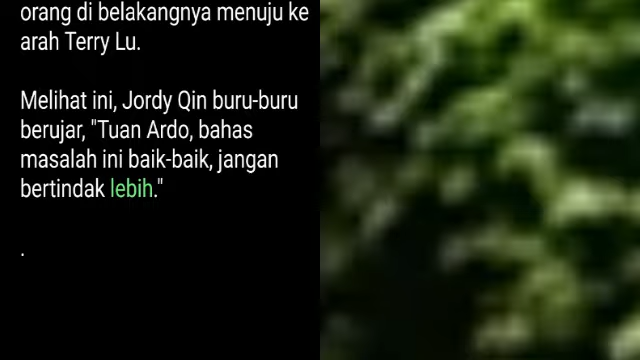 orang di belakangnya menuju ke
arah Terry Lu.
Melihat ini, Jordy Qin buru-buru
berujar, "Tuan Ardo, bahas
masalah ini baik-baik, jangan
bertindak lebih."
.